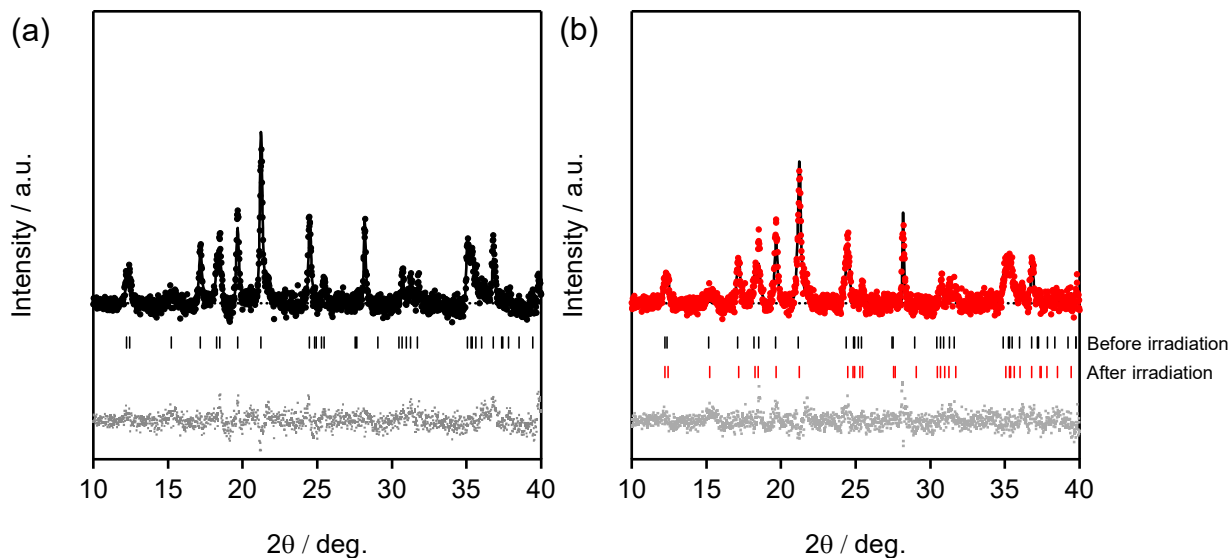 (a)
Intensity / a.u.
10 15 20 25 30 35 40
2θ / deg.
(b)
Intensity / a.u.
Before irradiation
After irradiation
10 15 20 25 30 35 40
2θ / deg.